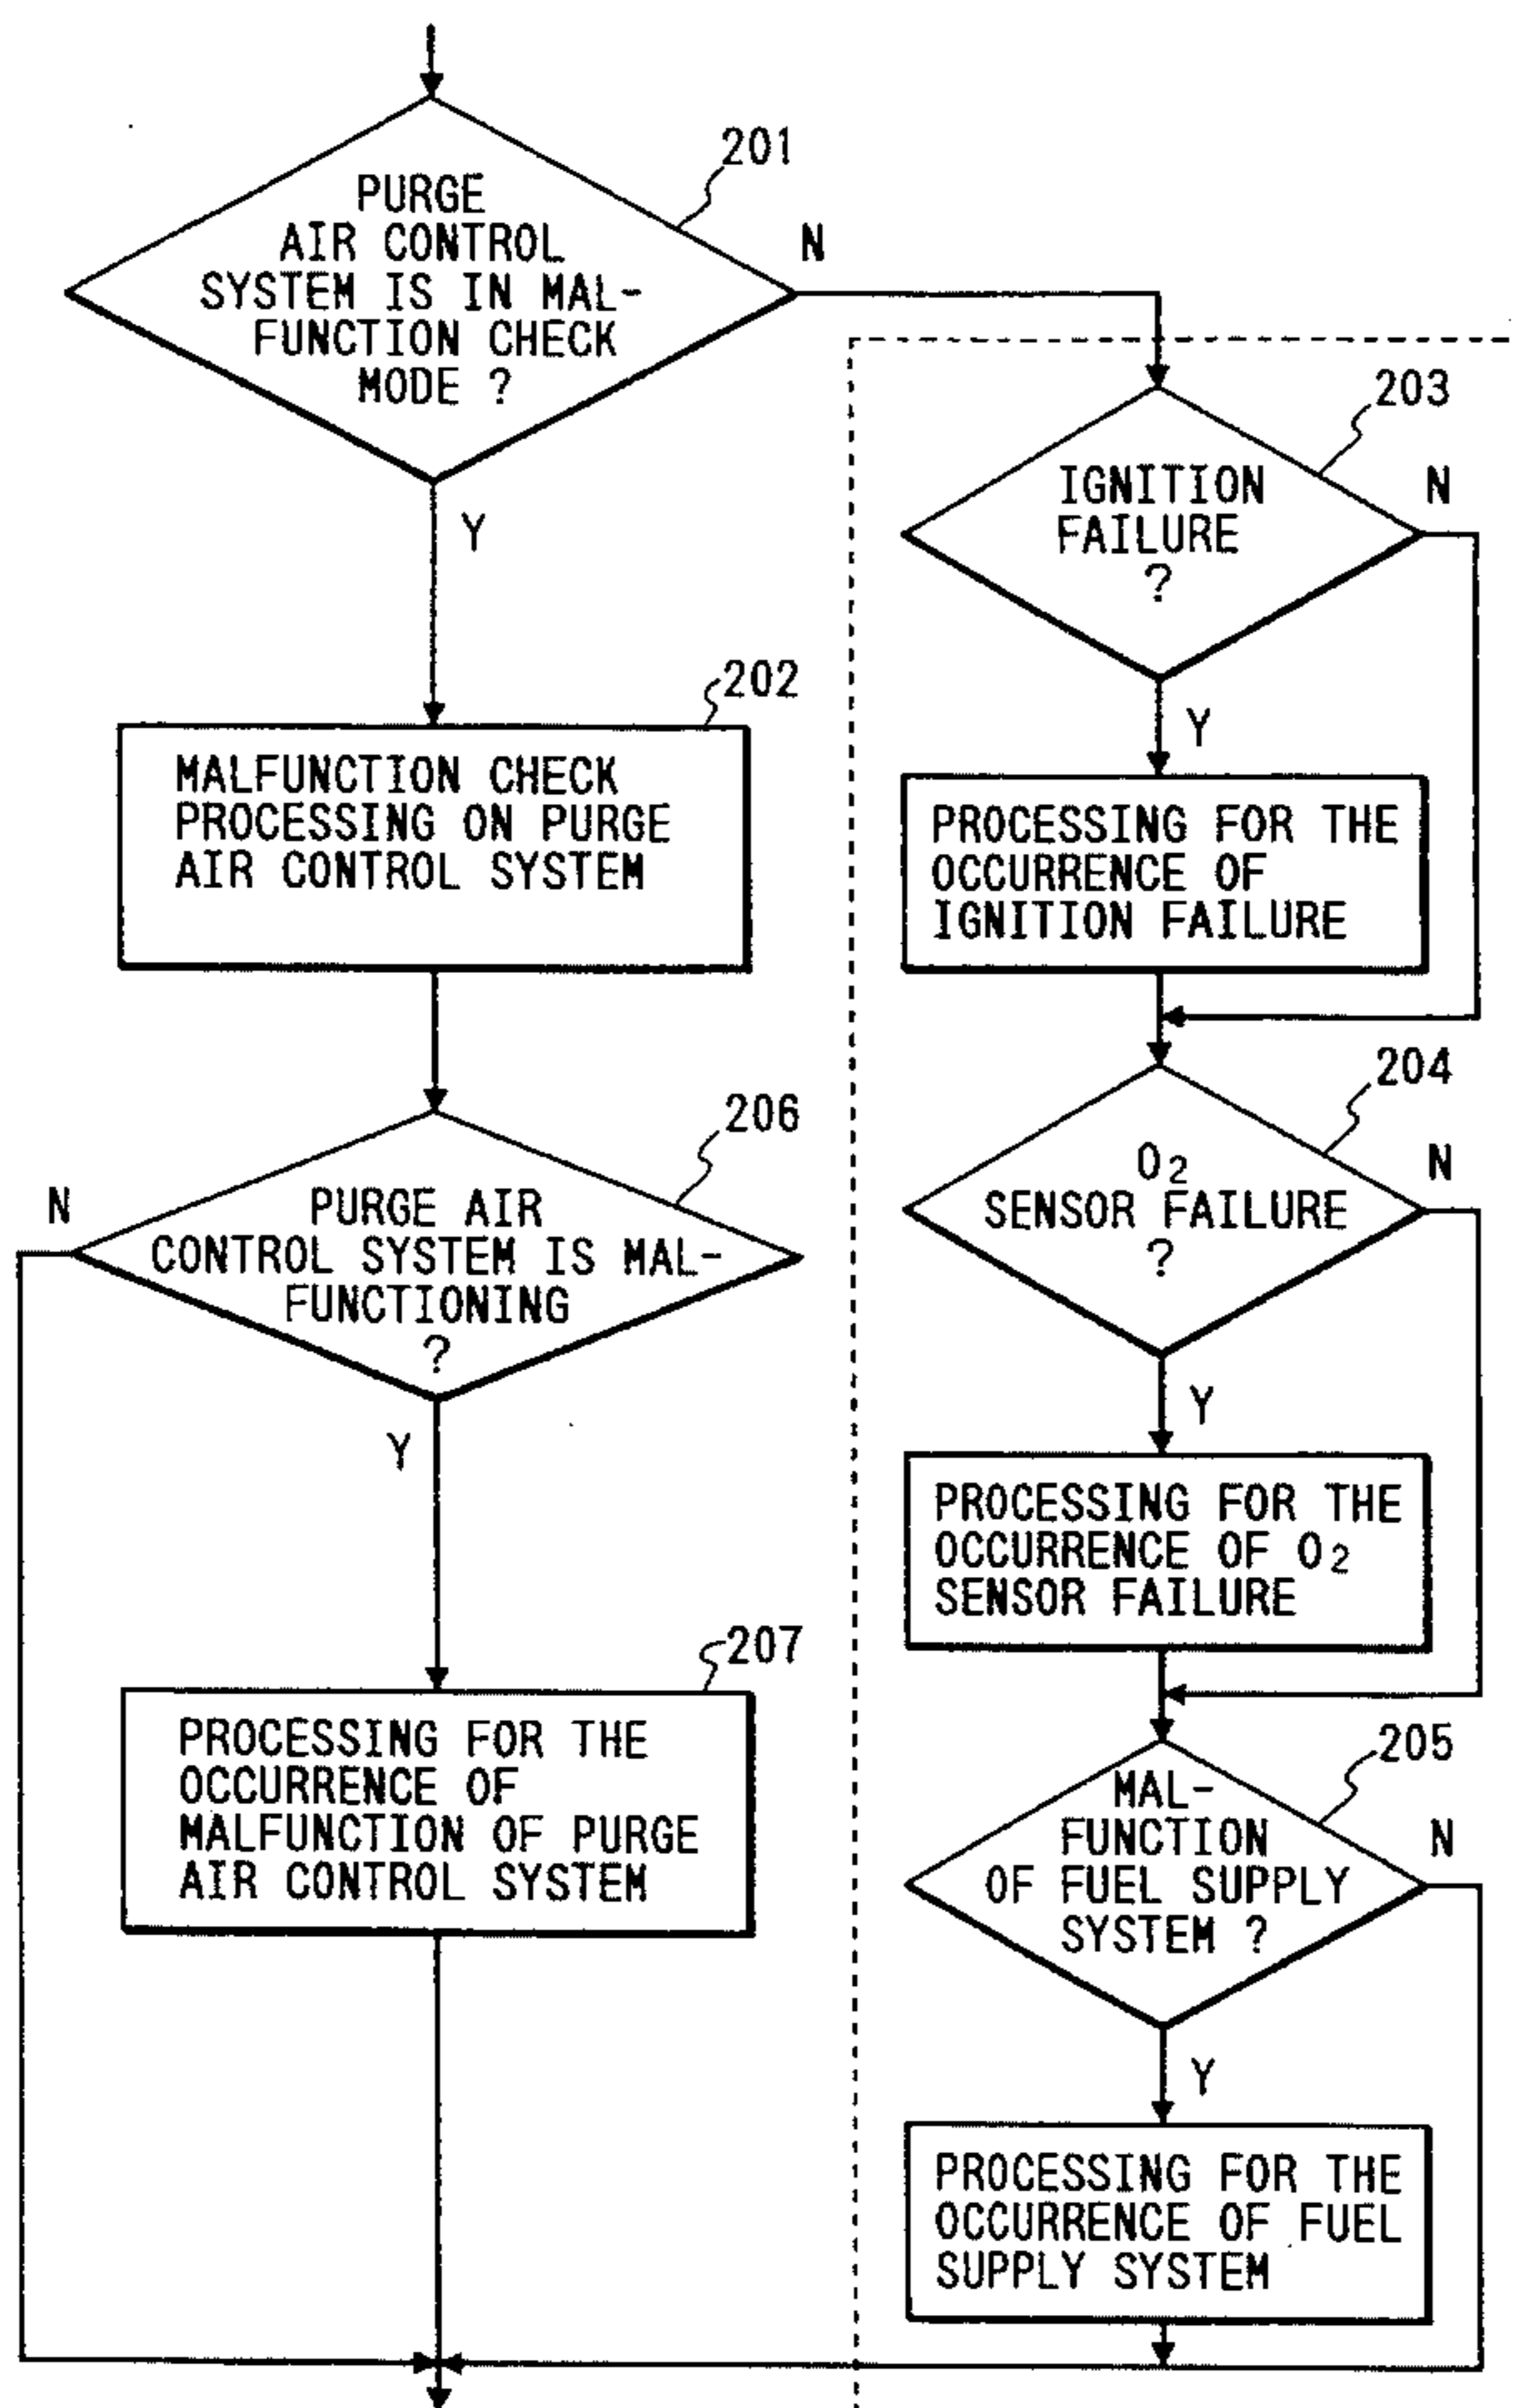 201
PURGE
AIR CONTROL
SYSTEM IS IN MAL-
FUNCTION CHECK
MODE ?
N
Y
202
MALFUNCTION CHECK
PROCESSING ON PURGE
AIR CONTROL SYSTEM
206
PURGE AIR
CONTROL SYSTEM IS MAL-
FUNCTIONING
?
N
Y
207
PROCESSING FOR THE
OCCURRENCE OF
MALFUNCTION OF PURGE
AIR CONTROL SYSTEM
203
IGNITION
FAILURE
?
N
Y
PROCESSING FOR THE
OCCURRENCE OF
IGNITION FAILURE
204
O₂
SENSOR FAILURE
?
N
Y
PROCESSING FOR THE
OCCURRENCE OF O₂
SENSOR FAILURE
205
MAL-
FUNCTION
OF FUEL SUPPLY
SYSTEM ?
N
Y
PROCESSING FOR THE
OCCURRENCE OF FUEL
SUPPLY SYSTEM